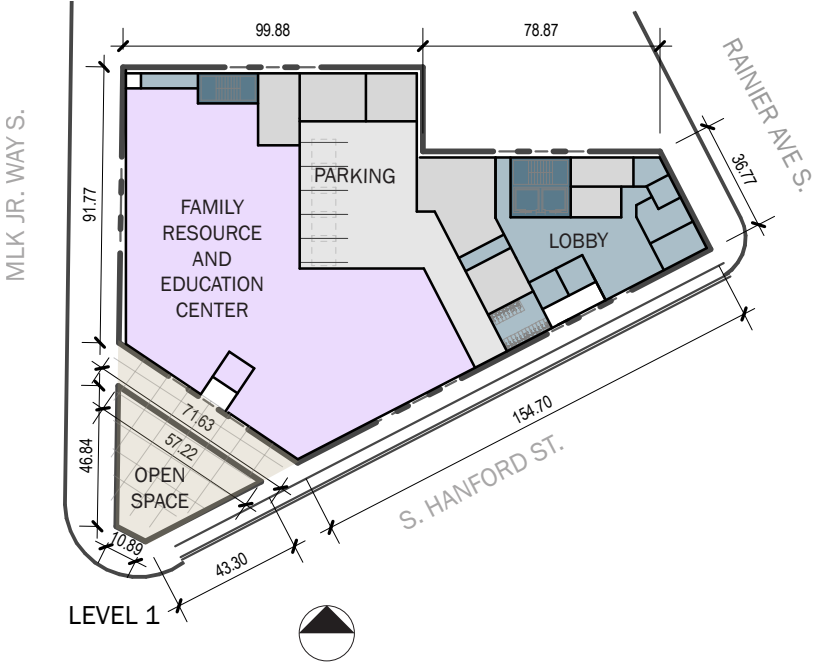 99.88
78.87
RAINIER AVE S.
36.77
MLK JR. WAY S.
91.77
PARKING
FAMILY
RESOURCE
AND
EDUCATION
CENTER
LOBBY
71.63
57.22
154.70
46.84
OPEN
SPACE
S. HANFORD ST.
10.89
43.30
LEVEL 1